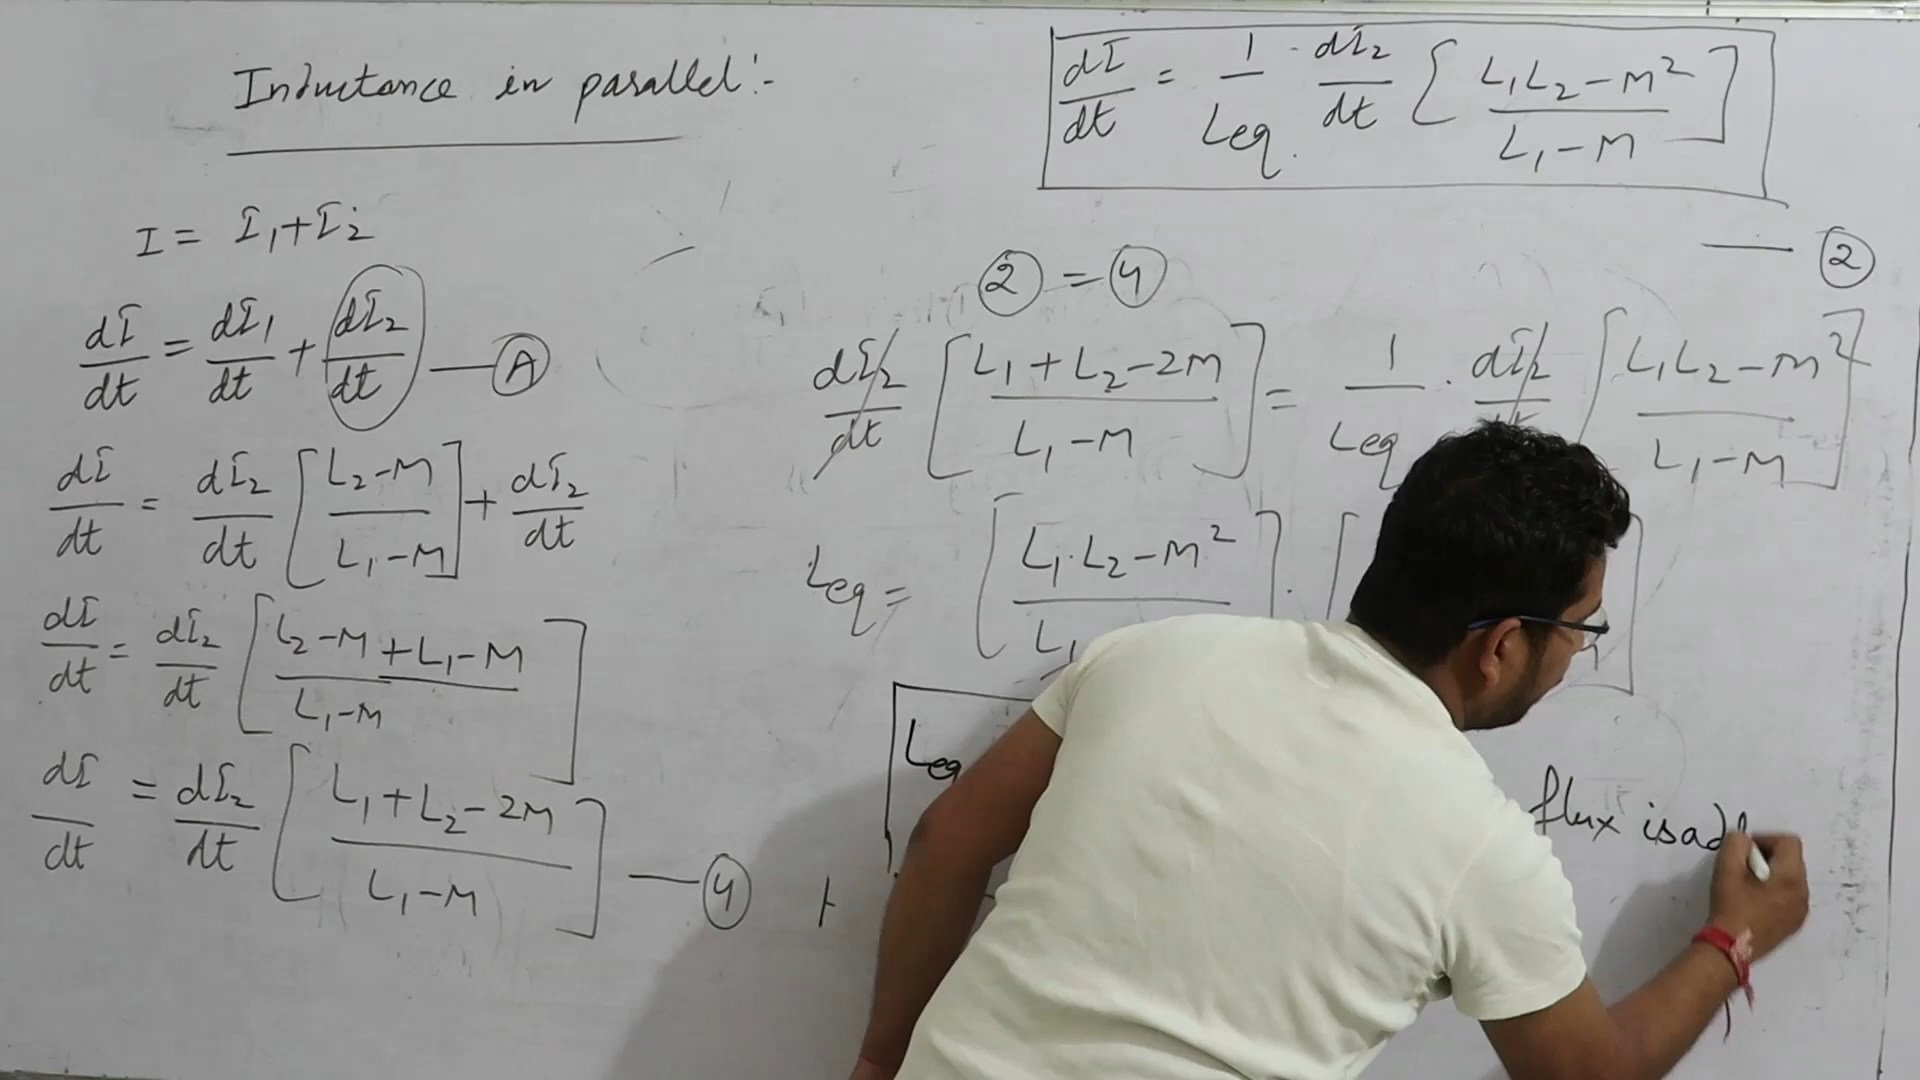 Inductance in parallel:-
I = I₁+I₂
dI/dt = dI₁/dt + dI₂/dt — (A)
dI/dt = dI₂/dt [L₂-M / L₁-M] + dI₂/dt
dI/dt = dI₂/dt [L₂-M+L₁-M / L₁-M]
dI/dt = dI₂/dt [L₁+L₂-2M / L₁-M] — (4)
dI/dt = 1/Leq. · dI₂/dt [L₁L₂-M² / L₁-M]
— (2)
(2) = (4)
dI₂/dt [L₁+L₂-2M / L₁-M] = 1/Leq · dI₂/dt [L₁L₂-M² / L₁-M]
Leq = [L₁·L₂-M² / L₁
Leq
flux is